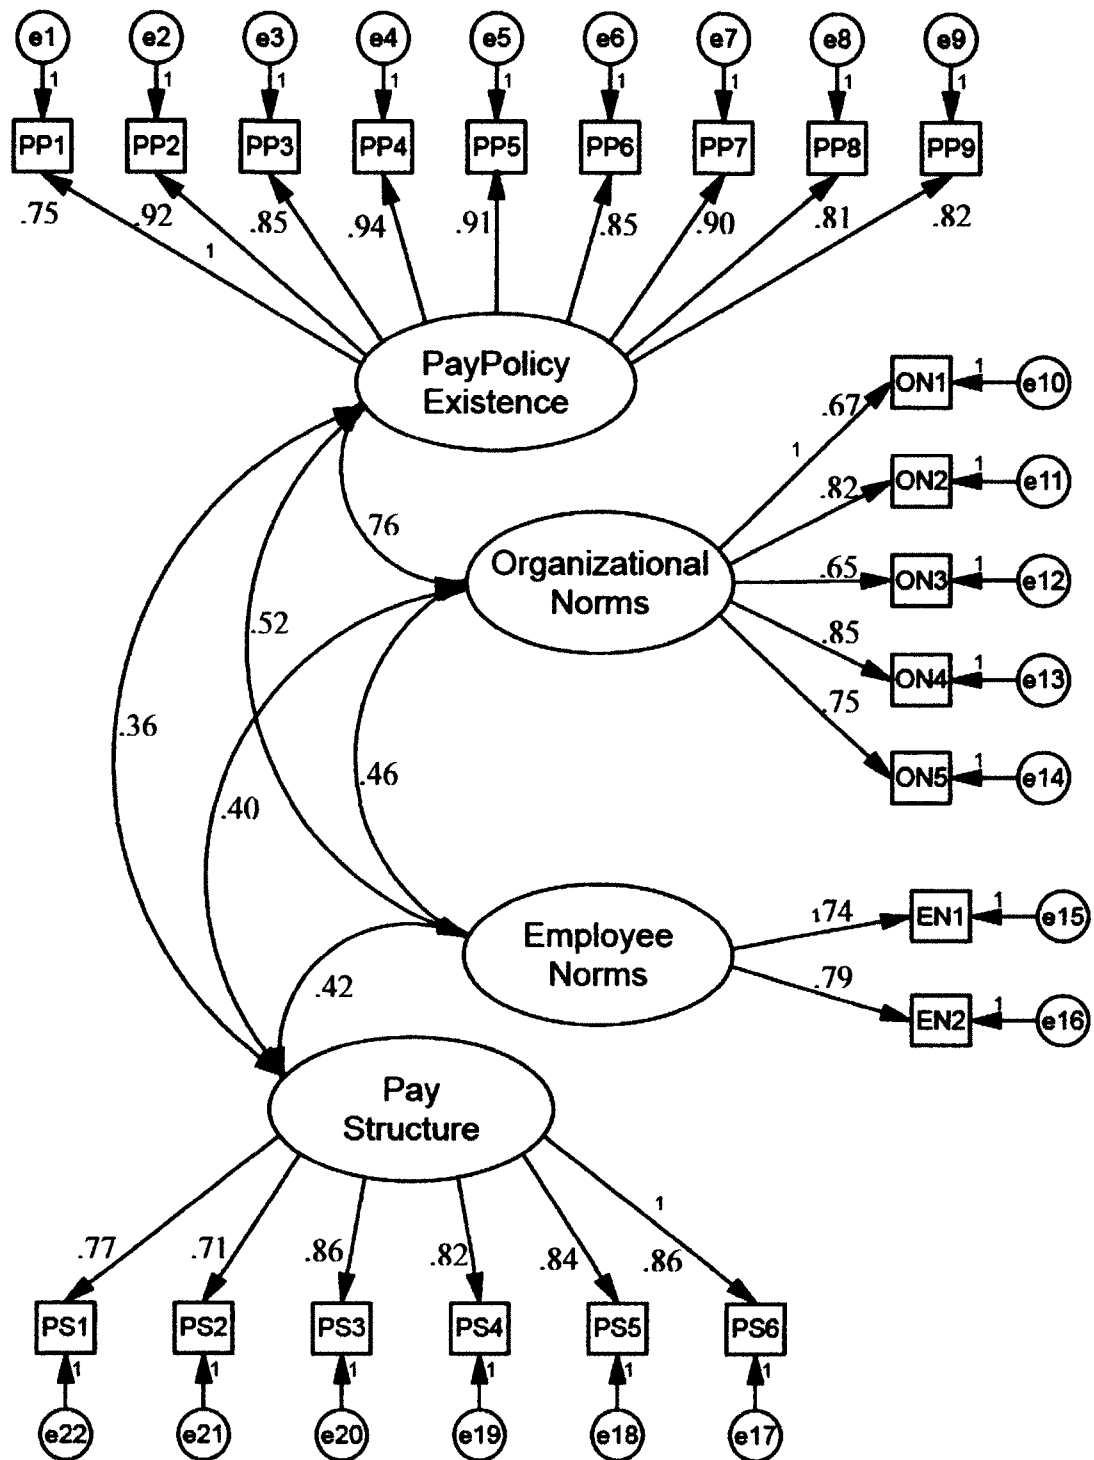 e1 e2 e3 e4 e5 e6 e7 e8 e9
1 1 1 1 1 1 1 1 1
PP1 PP2 PP3 PP4 PP5 PP6 PP7 PP8 PP9
.75 .92 .85 .94 .91 .85 .90 .81 .82
1
PayPolicy
Existence
ON1 1 e10
.67
1
ON2 1 e11
.82
76
Organizational
Norms
.65 ON3 1 e12
.52
.85
ON4 1 e13
.75
.36
.46
.40
ON5 1 e14
Employee
Norms
1 .74 EN1 1 e15
.79
EN2 1 e16
.42
Pay
Structure
1
.77 .71 .86 .82 .84 .86
PS1 PS2 PS3 PS4 PS5 PS6
1 1 1 1 1 1
e22 e21 e20 e19 e18 e17